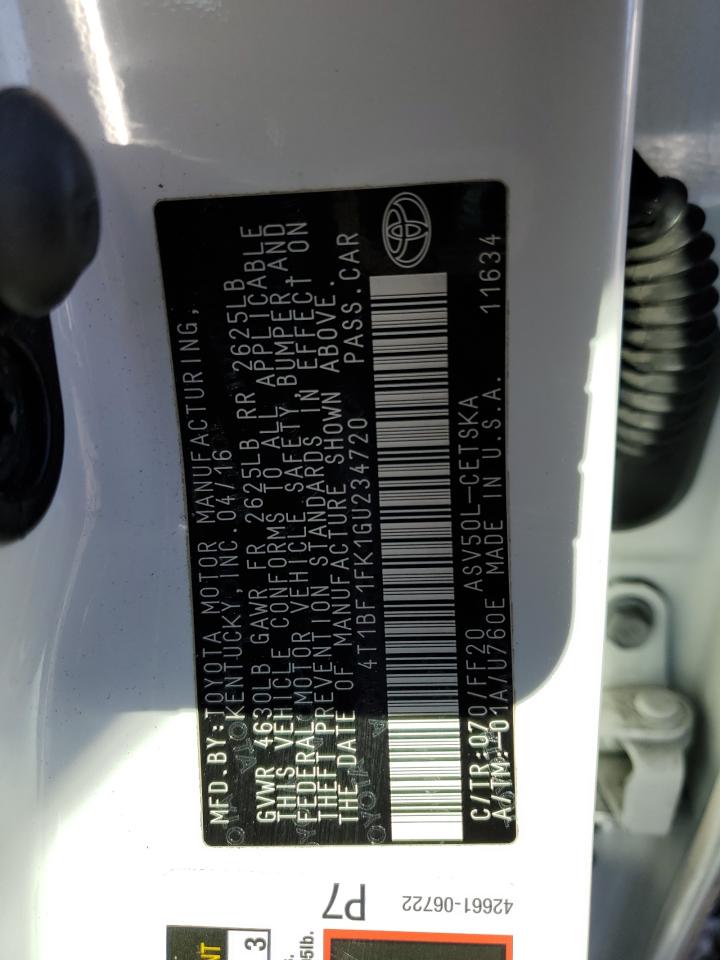 MFD.BY:TOYOTA MOTOR MANUFACTURING,
KENTUCKY,INC.04/16
GVWR 4630LB GAWR FR 2625LB RR 2625LB
THIS VEHICLE CONFORMS TO ALL APPLICABLE
FEDERAL MOTOR VEHICLE SAFETY BUMPER AND
THEFT PREVENTION STANDARDS IN EFFECT ON
THE DATE OF MANUFACTURE SHOWN ABOVE.
4T1BF1FK1GU234720 PASS.CAR
C/TR:070/FF20 ASV50L-CETSKA
A/TM:-01A/U760E MADE IN U.S.A. 11634
P7
42661-06722
3